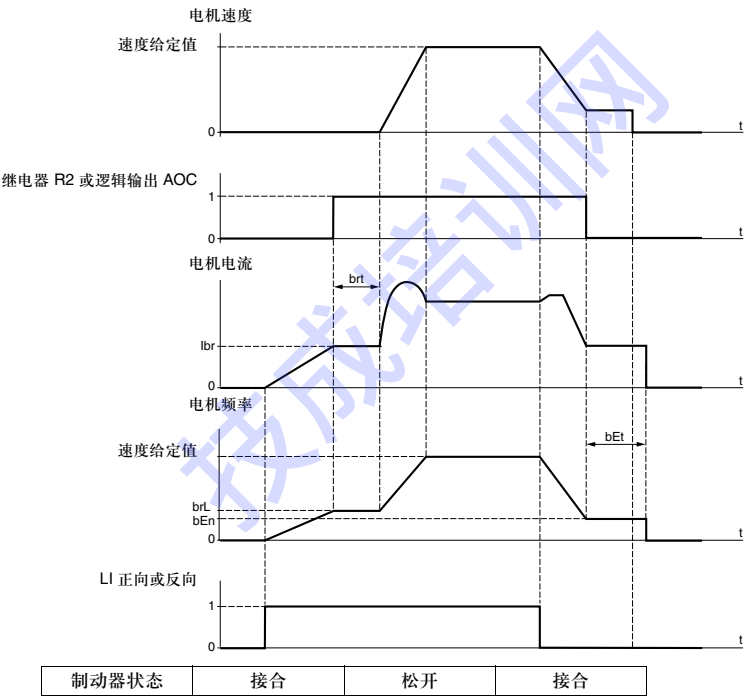 电机速度
速度给定值
0
t
继电器 R2 或逻辑输出 AOC
1
0
t
电机电流
brt
Ibr
0
t
电机频率
速度给定值
bEt
brL
bEn
0
t
LI 正向或反向
1
0
t
制动器状态 接合 松开 接合
技成培训网